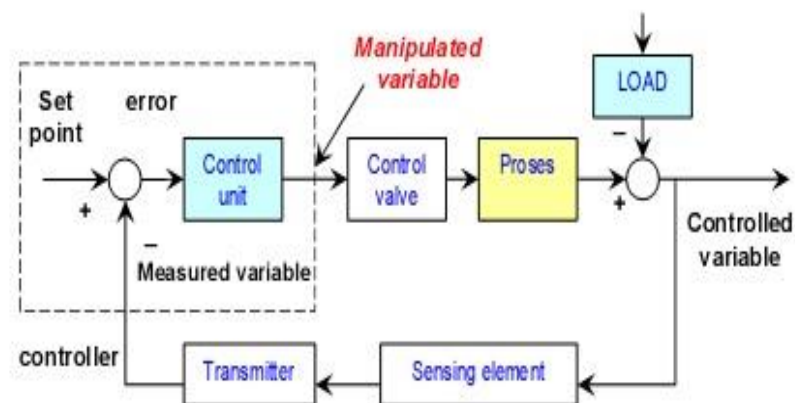 Manipulated
variable
LOAD
Set
point
error
Control
unit
Control
valve
Proses
–
+
+
–
Measured variable
Controlled
variable
controller
Transmitter
Sensing element